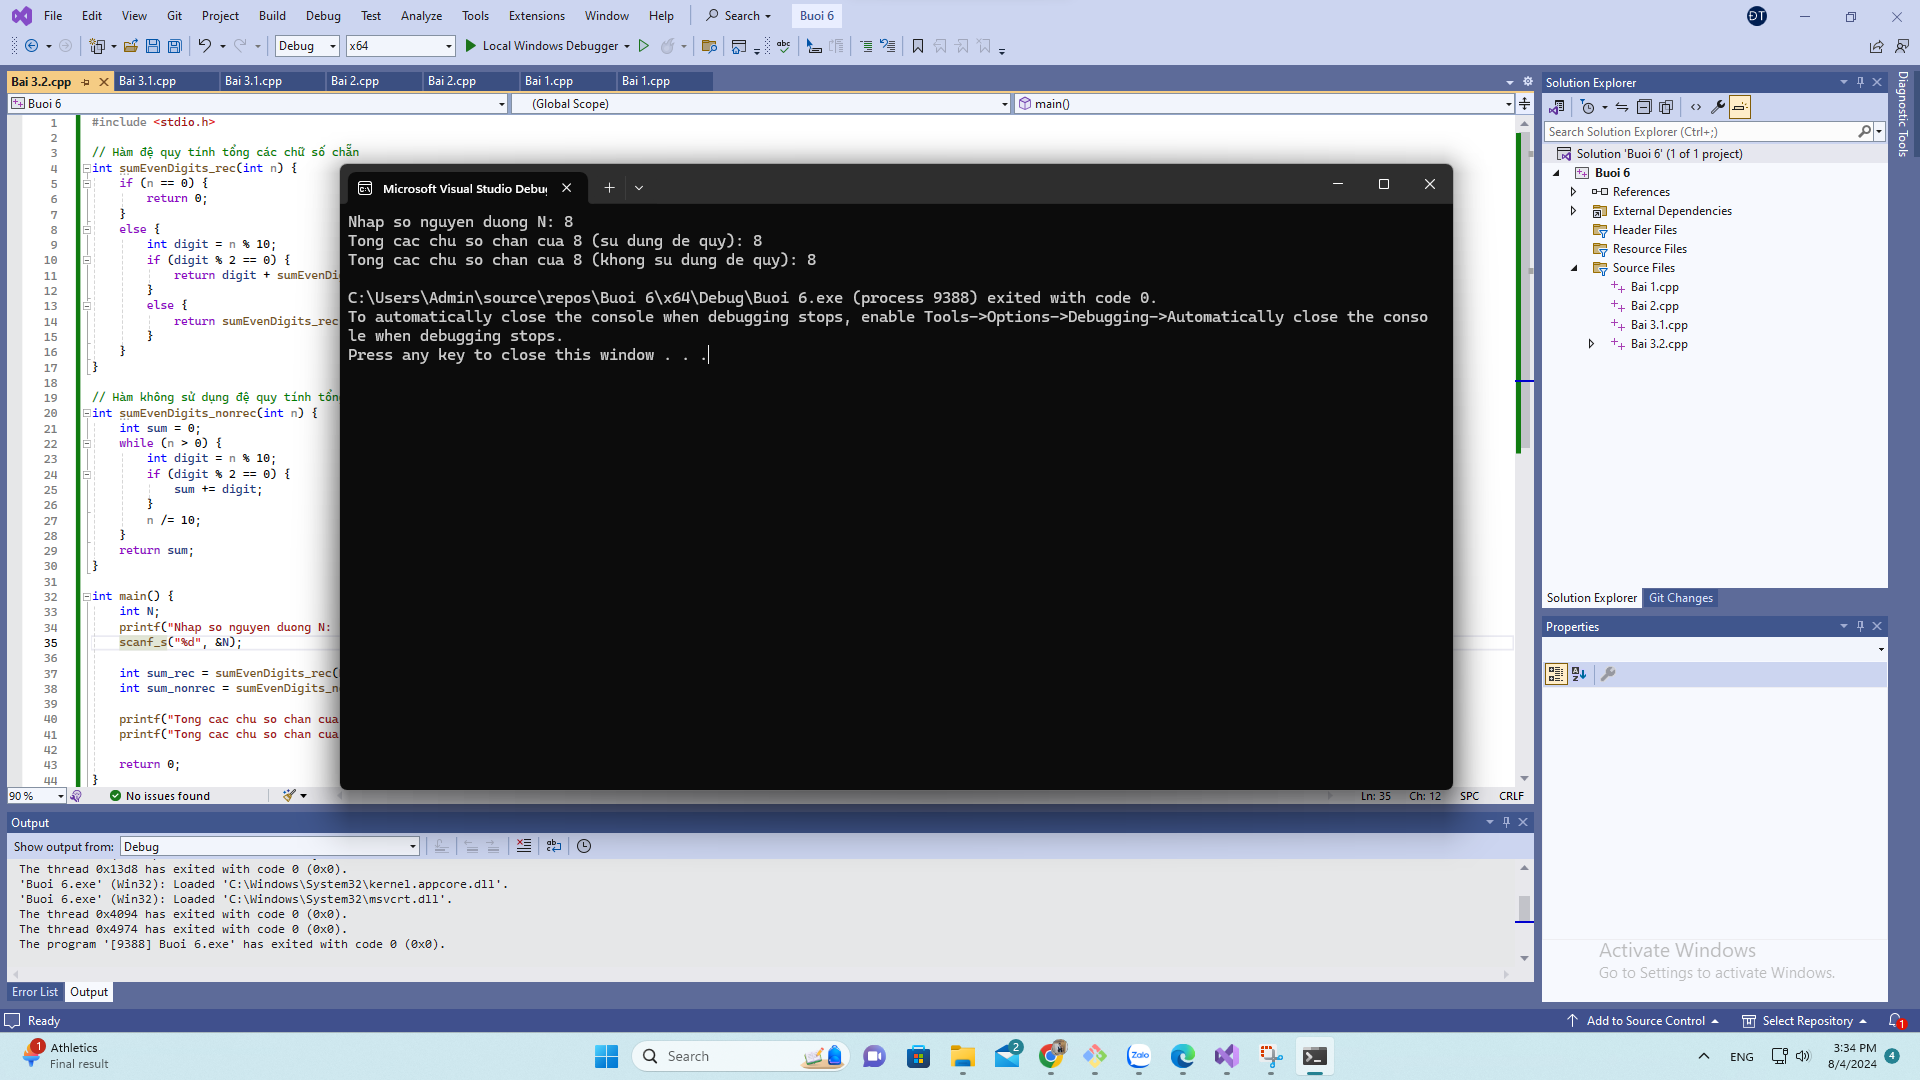 File Edit View Git Project Build Debug Test Analyze Tools Extensions Window Help Search Buoi 6 ĐT
Debug x64 Local Windows Debugger
Bai 3.2.cpp Bai 3.1.cpp Bai 3.1.cpp Bai 2.cpp Bai 2.cpp Bai 1.cpp Bai 1.cpp
Buoi 6 (Global Scope) main()
1 #include <stdio.h>
2
3 // Hàm đệ quy tính tổng các chữ số chẵn
4 int sumEvenDigits_rec(int n) {
5 if (n == 0) {
6 return 0;
7 }
8 else {
9 int digit = n % 10;
10 if (digit % 2 == 0) {
11 return digit + sumEvenDi
12 }
13 else {
14 return sumEvenDigits_rec
15 }
16 }
17 }
18
19 // Hàm không sử dụng đệ quy tính tổn
20 int sumEvenDigits_nonrec(int n) {
21 int sum = 0;
22 while (n > 0) {
23 int digit = n % 10;
24 if (digit % 2 == 0) {
25 sum += digit;
26 }
27 n /= 10;
28 }
29 return sum;
30 }
31
32 int main() {
33 int N;
34 printf("Nhap so nguyen duong N:
35 scanf_s("%d", &N);
36
37 int sum_rec = sumEvenDigits_rec(
38 int sum_nonrec = sumEvenDigits_n
39
40 printf("Tong cac chu so chan cua
41 printf("Tong cac chu so chan cua
42
43 return 0;
44 }
90 % No issues found Ln: 35 Ch: 12 SPC CRLF
Microsoft Visual Studio Debug
Nhap so nguyen duong N: 8
Tong cac chu so chan cua 8 (su dung de quy): 8
Tong cac chu so chan cua 8 (khong su dung de quy): 8
C:\Users\Admin\source\repos\Buoi 6\x64\Debug\Buoi 6.exe (process 9388) exited with code 0.
To automatically close the console when debugging stops, enable Tools->Options->Debugging->Automatically close the conso
le when debugging stops.
Press any key to close this window . . .
Output
Show output from: Debug
The thread 0x13d8 has exited with code 0 (0x0).
'Buoi 6.exe' (Win32): Loaded 'C:\Windows\System32\kernel.appcore.dll'.
'Buoi 6.exe' (Win32): Loaded 'C:\Windows\System32\msvcrt.dll'.
The thread 0x4094 has exited with code 0 (0x0).
The thread 0x4974 has exited with code 0 (0x0).
The program '[9388] Buoi 6.exe' has exited with code 0 (0x0).
Error List Output
Solution Explorer
Search Solution Explorer (Ctrl+;)
Solution 'Buoi 6' (1 of 1 project)
Buoi 6
References
External Dependencies
Header Files
Resource Files
Source Files
Bai 1.cpp
Bai 2.cpp
Bai 3.1.cpp
Bai 3.2.cpp
Solution Explorer Git Changes
Properties
Activate Windows
Go to Settings to activate Windows.
Diagnostic Tools
Ready Add to Source Control Select Repository 1
1 Athletics
Final result
Search
2
Zalo
ENG
3:34 PM
8/4/2024
4